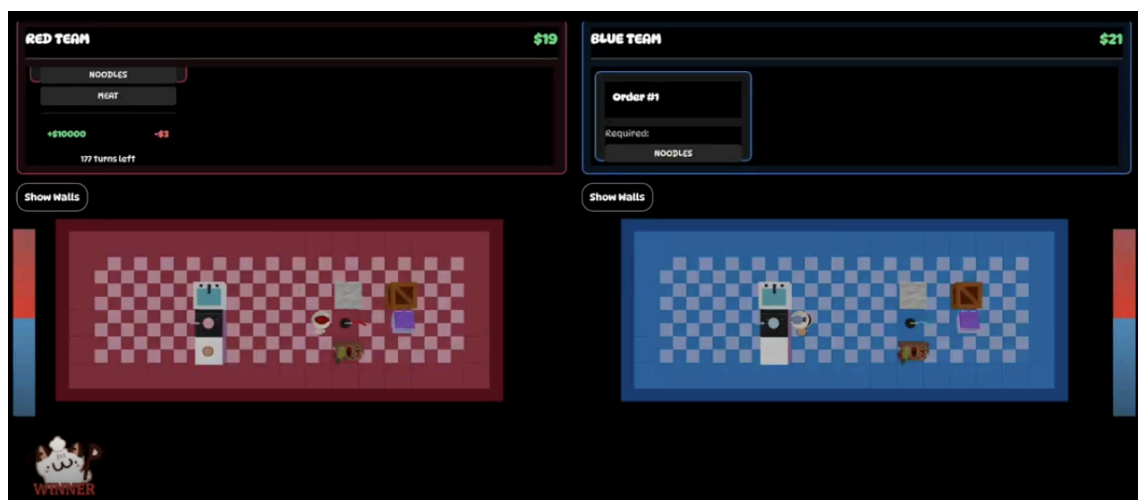 RED TEAM
$19
NOODLES
MEAT
+$10000
-$3
177 turns left
Show Walls
BLUE TEAM
$21
Order #1
Required:
NOODLES
Show Walls
WINNER